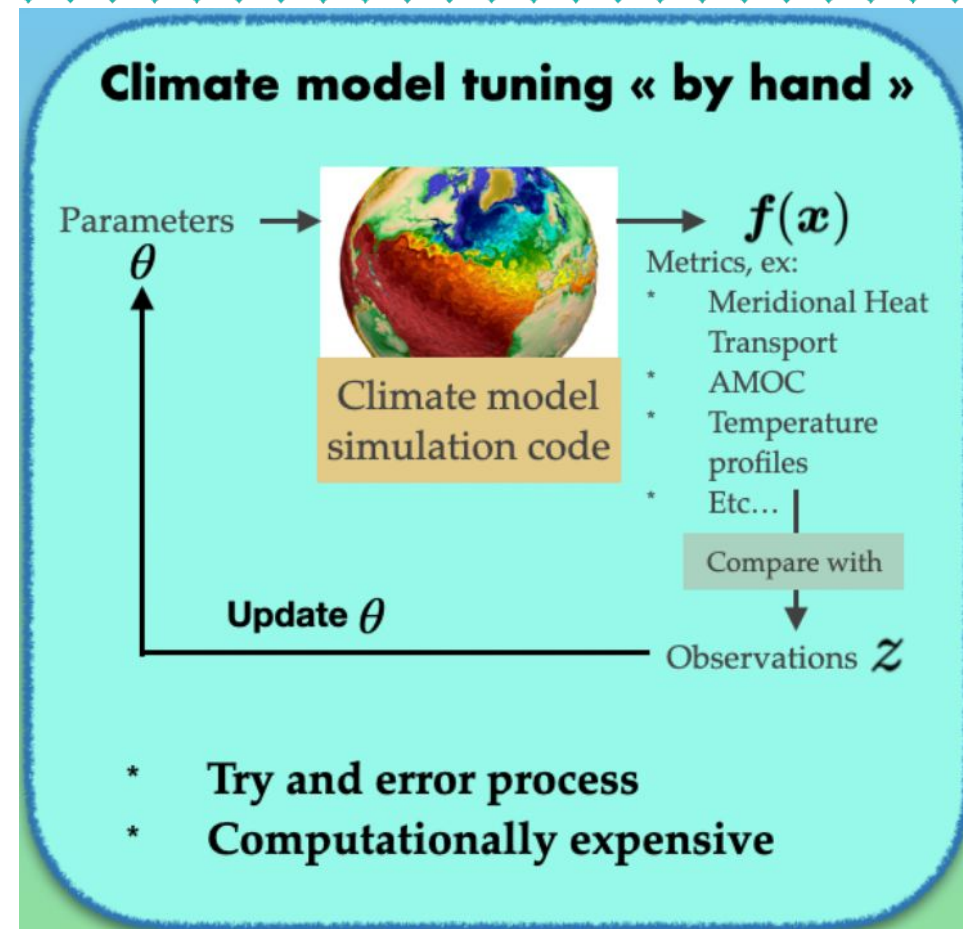 Climate model tuning « by hand »
Parameters
θ
f(x)
Metrics, ex:
* Meridional Heat
Transport
* AMOC
* Temperature
profiles
* Etc…
Climate model
simulation code
Compare with
Update θ
Observations z
* Try and error process
* Computationally expensive